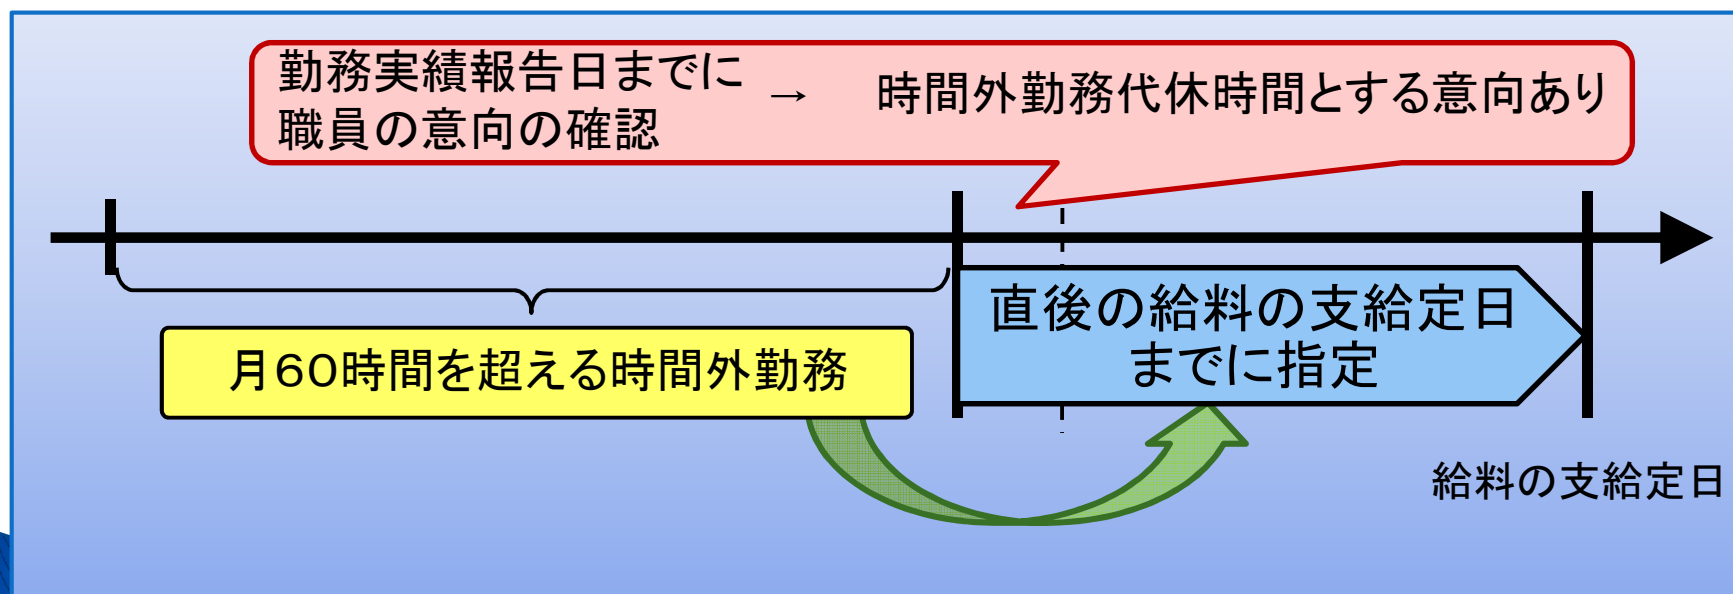 勤務実績報告日までに
職員の意向の確認
→ 時間外勤務代休時間とする意向あり
月60時間を超える時間外勤務
直後の給料の支給定日
までに指定
給料の支給定日